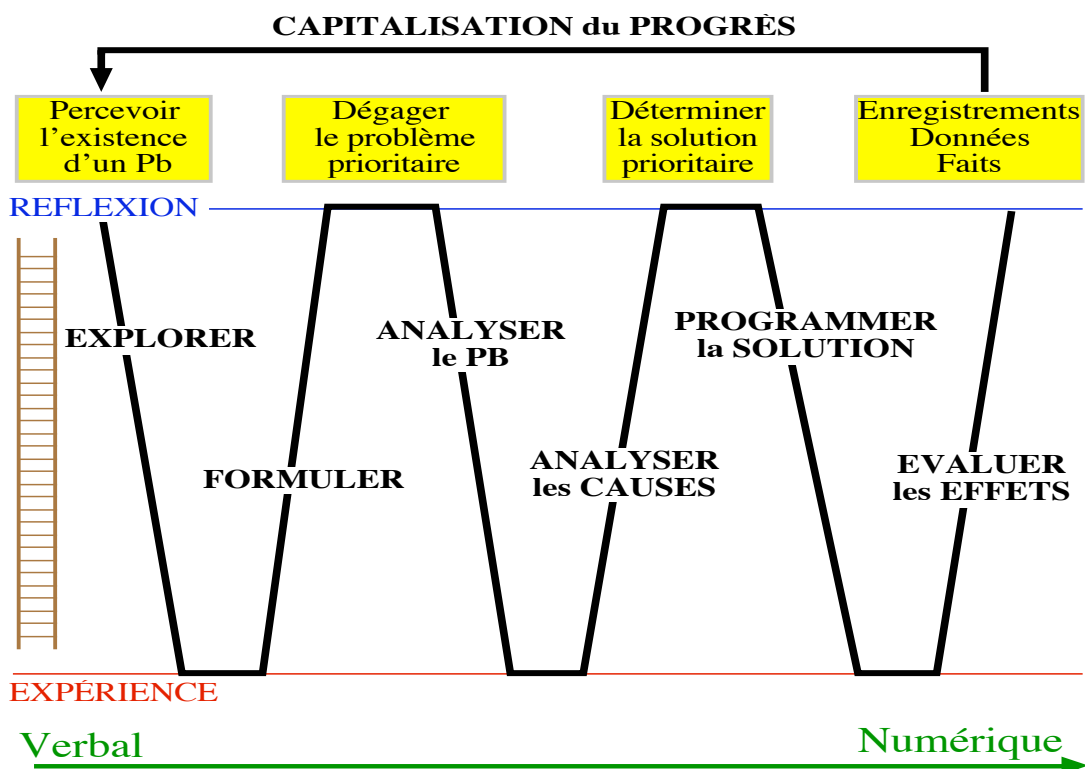 CAPITALISATION du PROGRÈS
Percevoir
l'existence
d'un Pb
Dégager
le problème
prioritaire
Déterminer
la solution
prioritaire
Enregistrements
Données
Faits
REFLEXION
EXPLORER
ANALYSER
le PB
PROGRAMMER
la SOLUTION
FORMULER
ANALYSER
les CAUSES
EVALUER
les EFFETS
EXPÉRIENCE
Verbal
Numérique